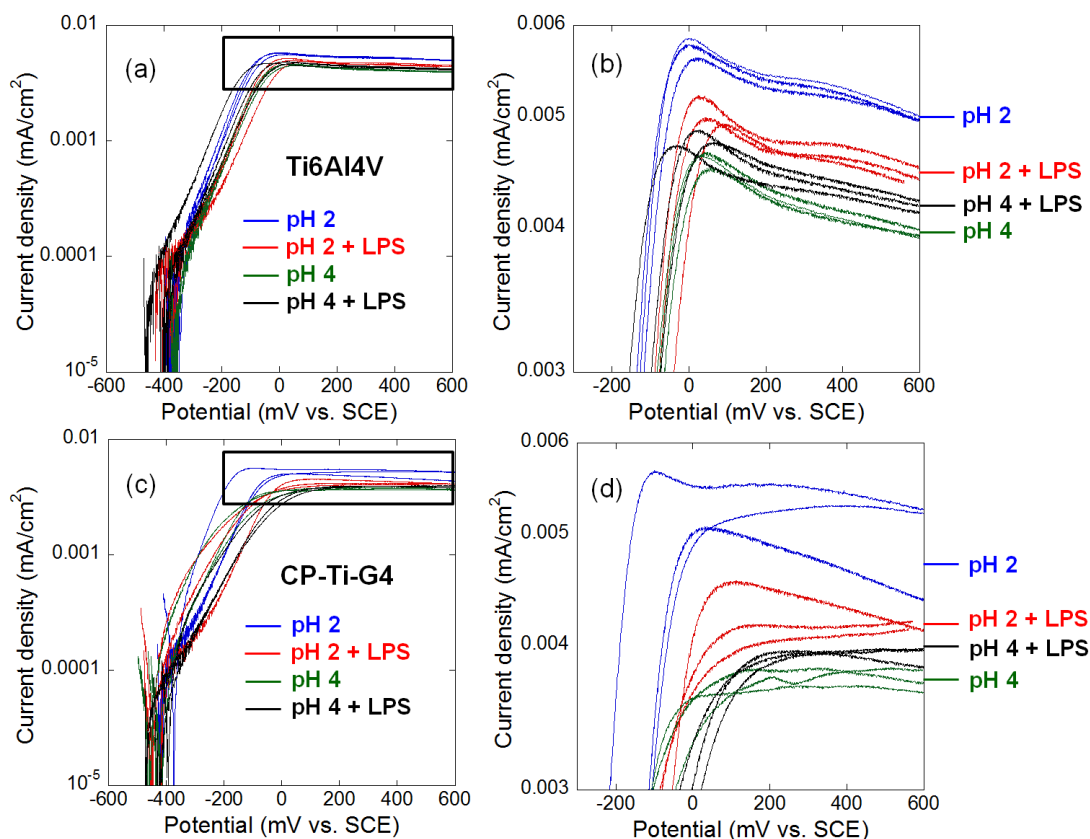 (a)
Current density (mA/cm²)
0.01
0.001
0.0001
10⁻⁵
Ti6Al4V
pH 2
pH 2 + LPS
pH 4
pH 4 + LPS
-600 -400 -200 0 200 400 600
Potential (mV vs. SCE)
(b)
Current density (mA/cm²)
0.006
0.005
0.004
0.003
pH 2
pH 2 + LPS
pH 4 + LPS
pH 4
-200 0 200 400 600
Potential (mV vs. SCE)
(c)
Current density (mA/cm²)
0.01
0.001
0.0001
10⁻⁵
CP-Ti-G4
pH 2
pH 2 + LPS
pH 4
pH 4 + LPS
-600 -400 -200 0 200 400 600
Potential (mV vs. SCE)
(d)
Current density (mA/cm²)
0.006
0.005
0.004
0.003
pH 2
pH 2 + LPS
pH 4 + LPS
pH 4
-200 0 200 400 600
Potential (mV vs. SCE)